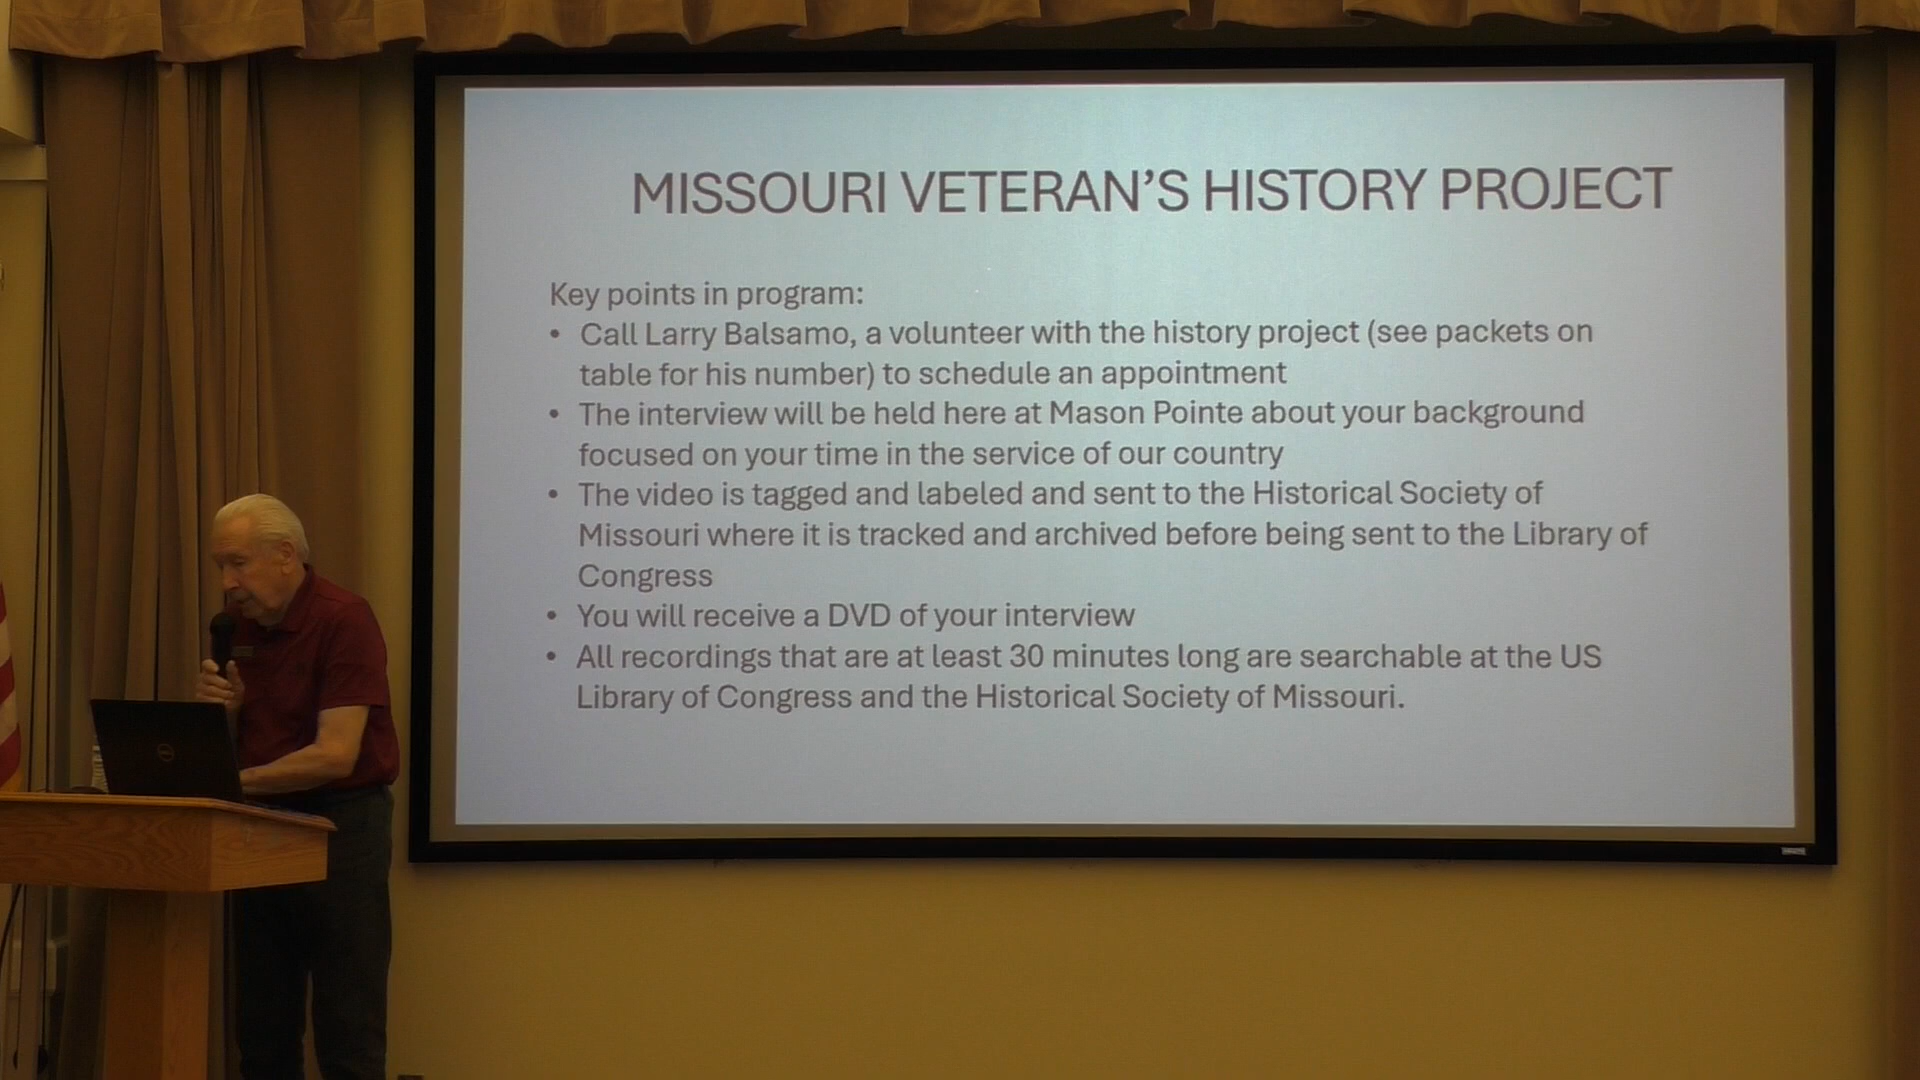 MISSOURI VETERAN’S HISTORY PROJECT
Key points in program:
• Call Larry Balsamo, a volunteer with the history project (see packets on
table for his number) to schedule an appointment
• The interview will be held here at Mason Pointe about your background
focused on your time in the service of our country
• The video is tagged and labeled and sent to the Historical Society of
Missouri where it is tracked and archived before being sent to the Library of
Congress
• You will receive a DVD of your interview
• All recordings that are at least 30 minutes long are searchable at the US
Library of Congress and the Historical Society of Missouri.
DELL